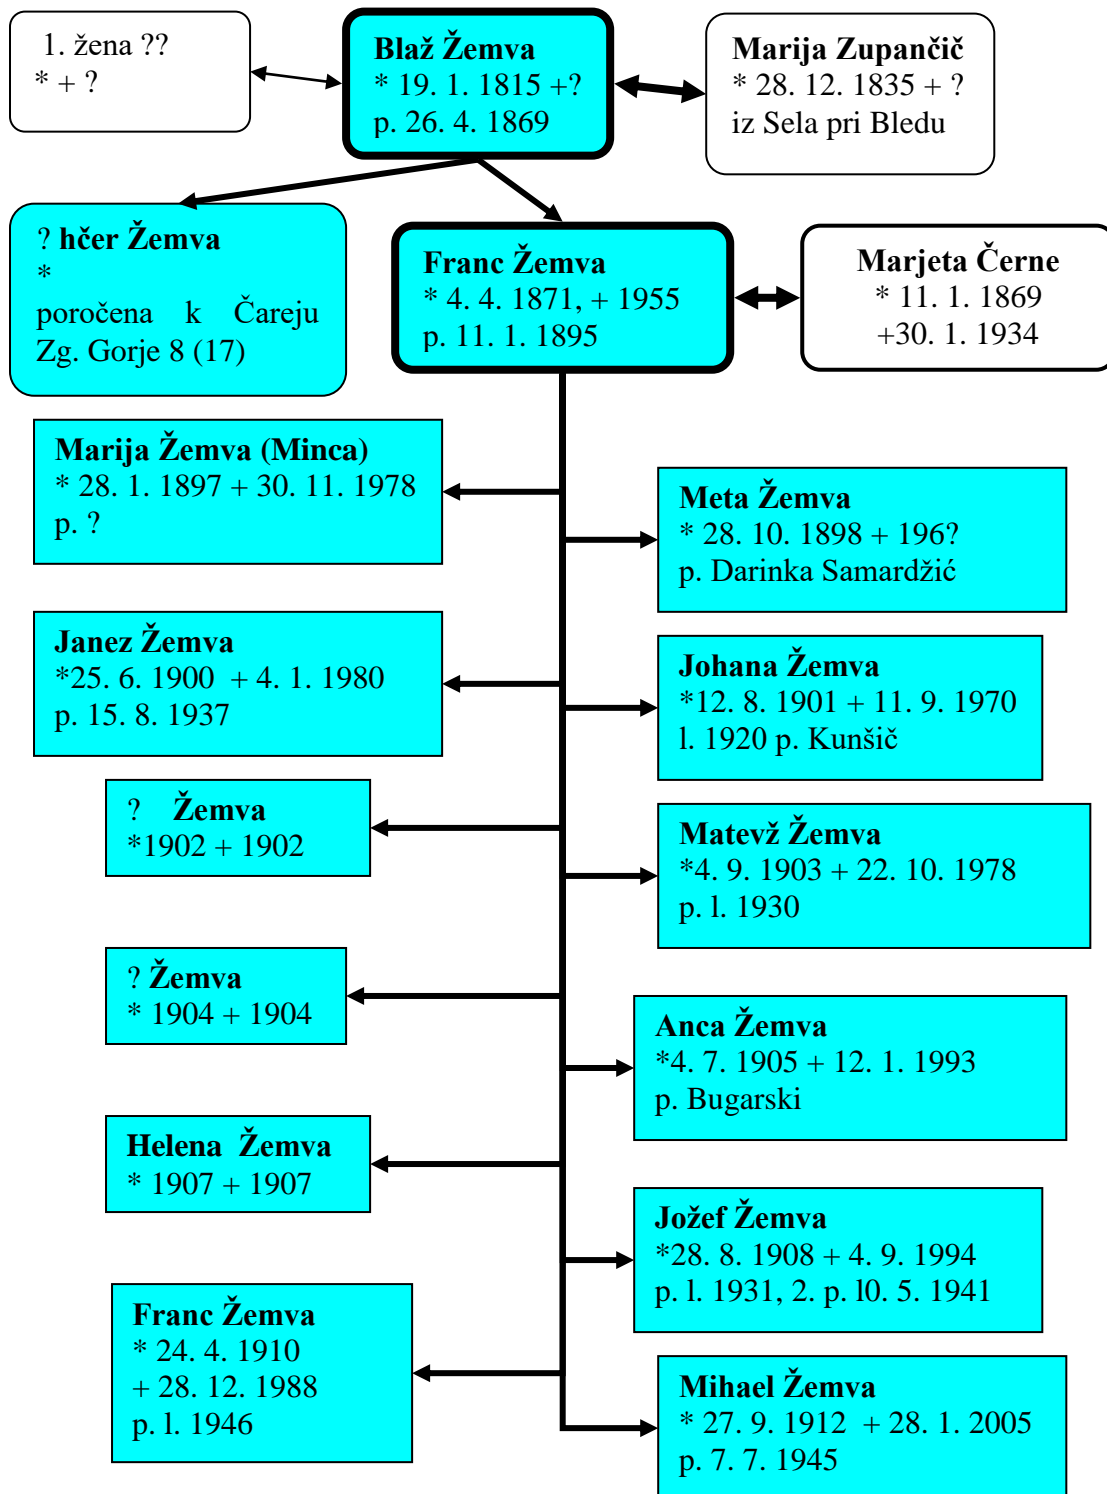 1. žena ??
* + ?
Blaž Žemva
* 19. 1. 1815 +?
p. 26. 4. 1869
Marija Zupančič
* 28. 12. 1835 + ?
iz Sela pri Bledu
? hčer Žemva
*
poročena k Čareju
Zg. Gorje 8 (17)
Franc Žemva
* 4. 4. 1871, + 1955
p. 11. 1. 1895
Marjeta Černe
* 11. 1. 1869
+30. 1. 1934
Marija Žemva (Minca)
* 28. 1. 1897 + 30. 11. 1978
p. ?
Meta Žemva
* 28. 10. 1898 + 196?
p. Darinka Samardžić
Janez Žemva
*25. 6. 1900 + 4. 1. 1980
p. 15. 8. 1937
Johana Žemva
*12. 8. 1901 + 11. 9. 1970
l. 1920 p. Kunšič
? Žemva
*1902 + 1902
Matevž Žemva
*4. 9. 1903 + 22. 10. 1978
p. l. 1930
? Žemva
* 1904 + 1904
Anca Žemva
*4. 7. 1905 + 12. 1. 1993
p. Bugarski
Helena Žemva
* 1907 + 1907
Jožef Žemva
*28. 8. 1908 + 4. 9. 1994
p. l. 1931, 2. p. l0. 5. 1941
Franc Žemva
* 24. 4. 1910
+ 28. 12. 1988
p. l. 1946
Mihael Žemva
* 27. 9. 1912 + 28. 1. 2005
p. 7. 7. 1945